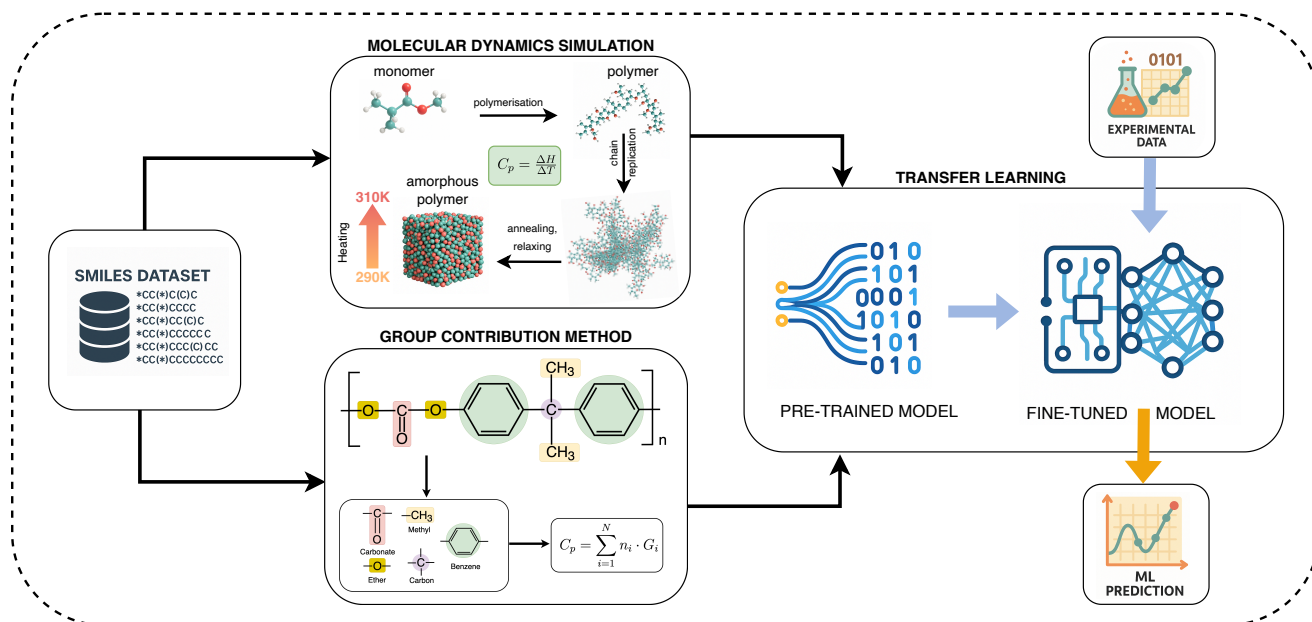 MOLECULAR DYNAMICS SIMULATION
monomer
polymer
polymerisation
C_p = ΔH/ΔT
chain
replication
amorphous
polymer
310K
Heating
290K
annealing,
relaxing
SMILES DATASET
*CC(*)C(C)C
*CC(*)CCCC
*CC(*)CC(C)C
*CC(*)CCCCC C
*CC(*)CCC(C)CC
*CC(*)CCCCCCCC
GROUP CONTRIBUTION METHOD
CH₃
O
C
O
C
O
CH₃
n
C
O
Carbonate
CH₃
Methyl
O
Ether
C
Carbon
Benzene
C_p = ∑_{i=1}^{N} n_i · G_i
0101
EXPERIMENTAL
DATA
TRANSFER LEARNING
010
101
0001
1010
101
010
PRE-TRAINED MODEL
FINE-TUNED MODEL
ML
PREDICTION